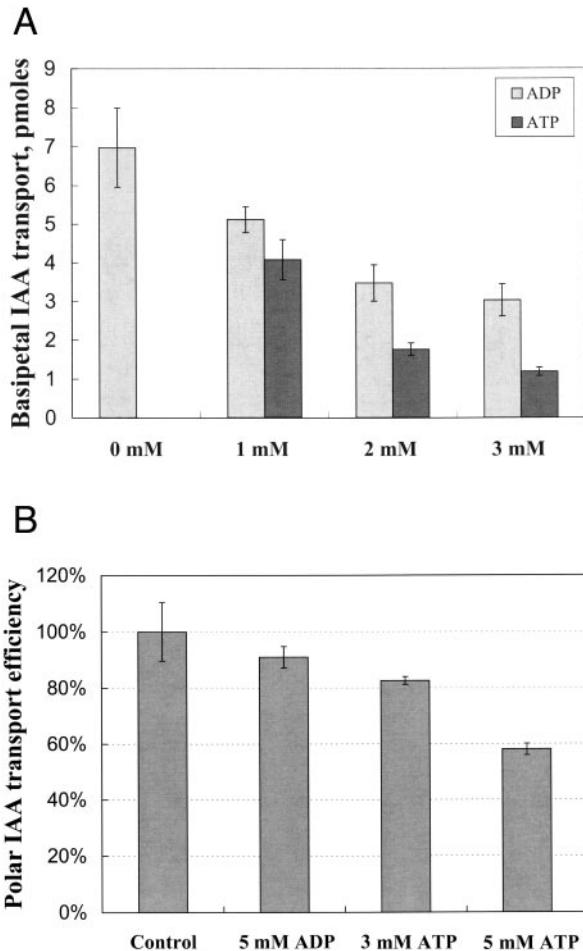 A
Basipetal IAA transport, pmoles
9
8
7
6
5
4
3
2
1
0
ADP
ATP
0 mM 1 mM 2 mM 3 mM
B
Polar IAA transport efficiency
120%
100%
80%
60%
40%
20%
0%
Control 5 mM ADP 3 mM ATP 5 mM ATP